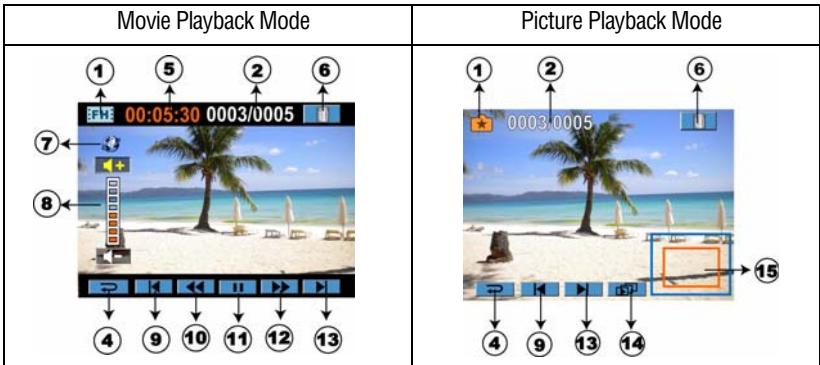 Movie Playback Mode
Picture Playback Mode
1 5 2 6
FH 00:05:30 0003/0005
7
8
4 9 10 11 12 13
1 2 6
0003/0005
15
4 9 13 14